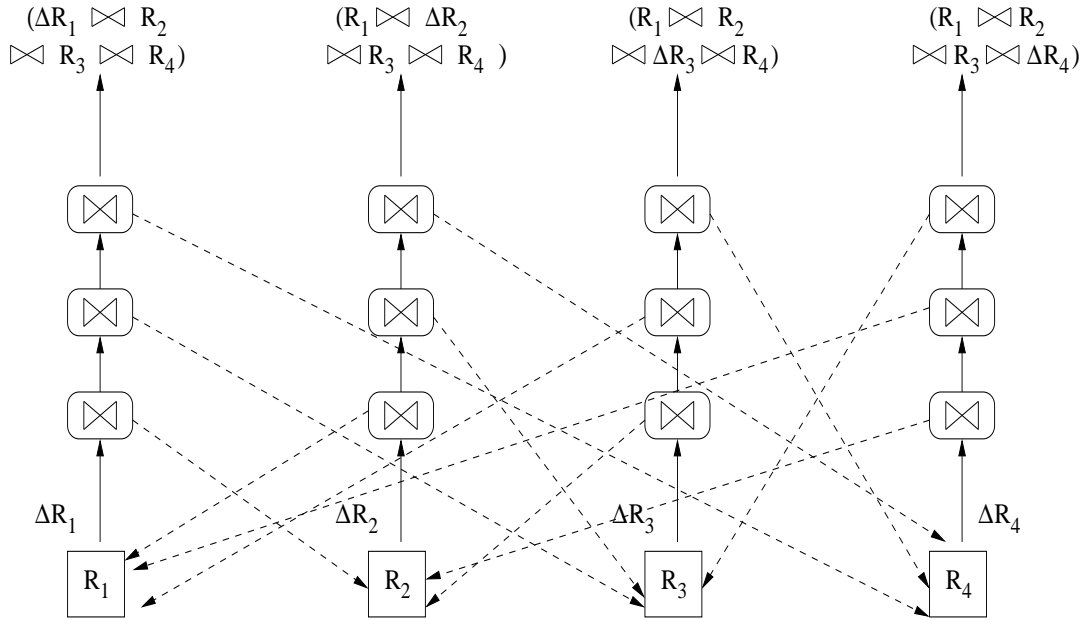 (ΔR₁ ⋈ R₂
⋈ R₃ ⋈ R₄)
(R₁ ⋈ ΔR₂
⋈ R₃ ⋈ R₄ )
(R₁ ⋈ R₂
⋈ ΔR₃ ⋈ R₄)
(R₁ ⋈ R₂
⋈ R₃ ⋈ ΔR₄)
⋈
⋈
⋈
⋈
⋈
⋈
⋈
⋈
⋈
⋈
⋈
⋈
ΔR₁
ΔR₂
ΔR₃
ΔR₄
R₁
R₂
R₃
R₄